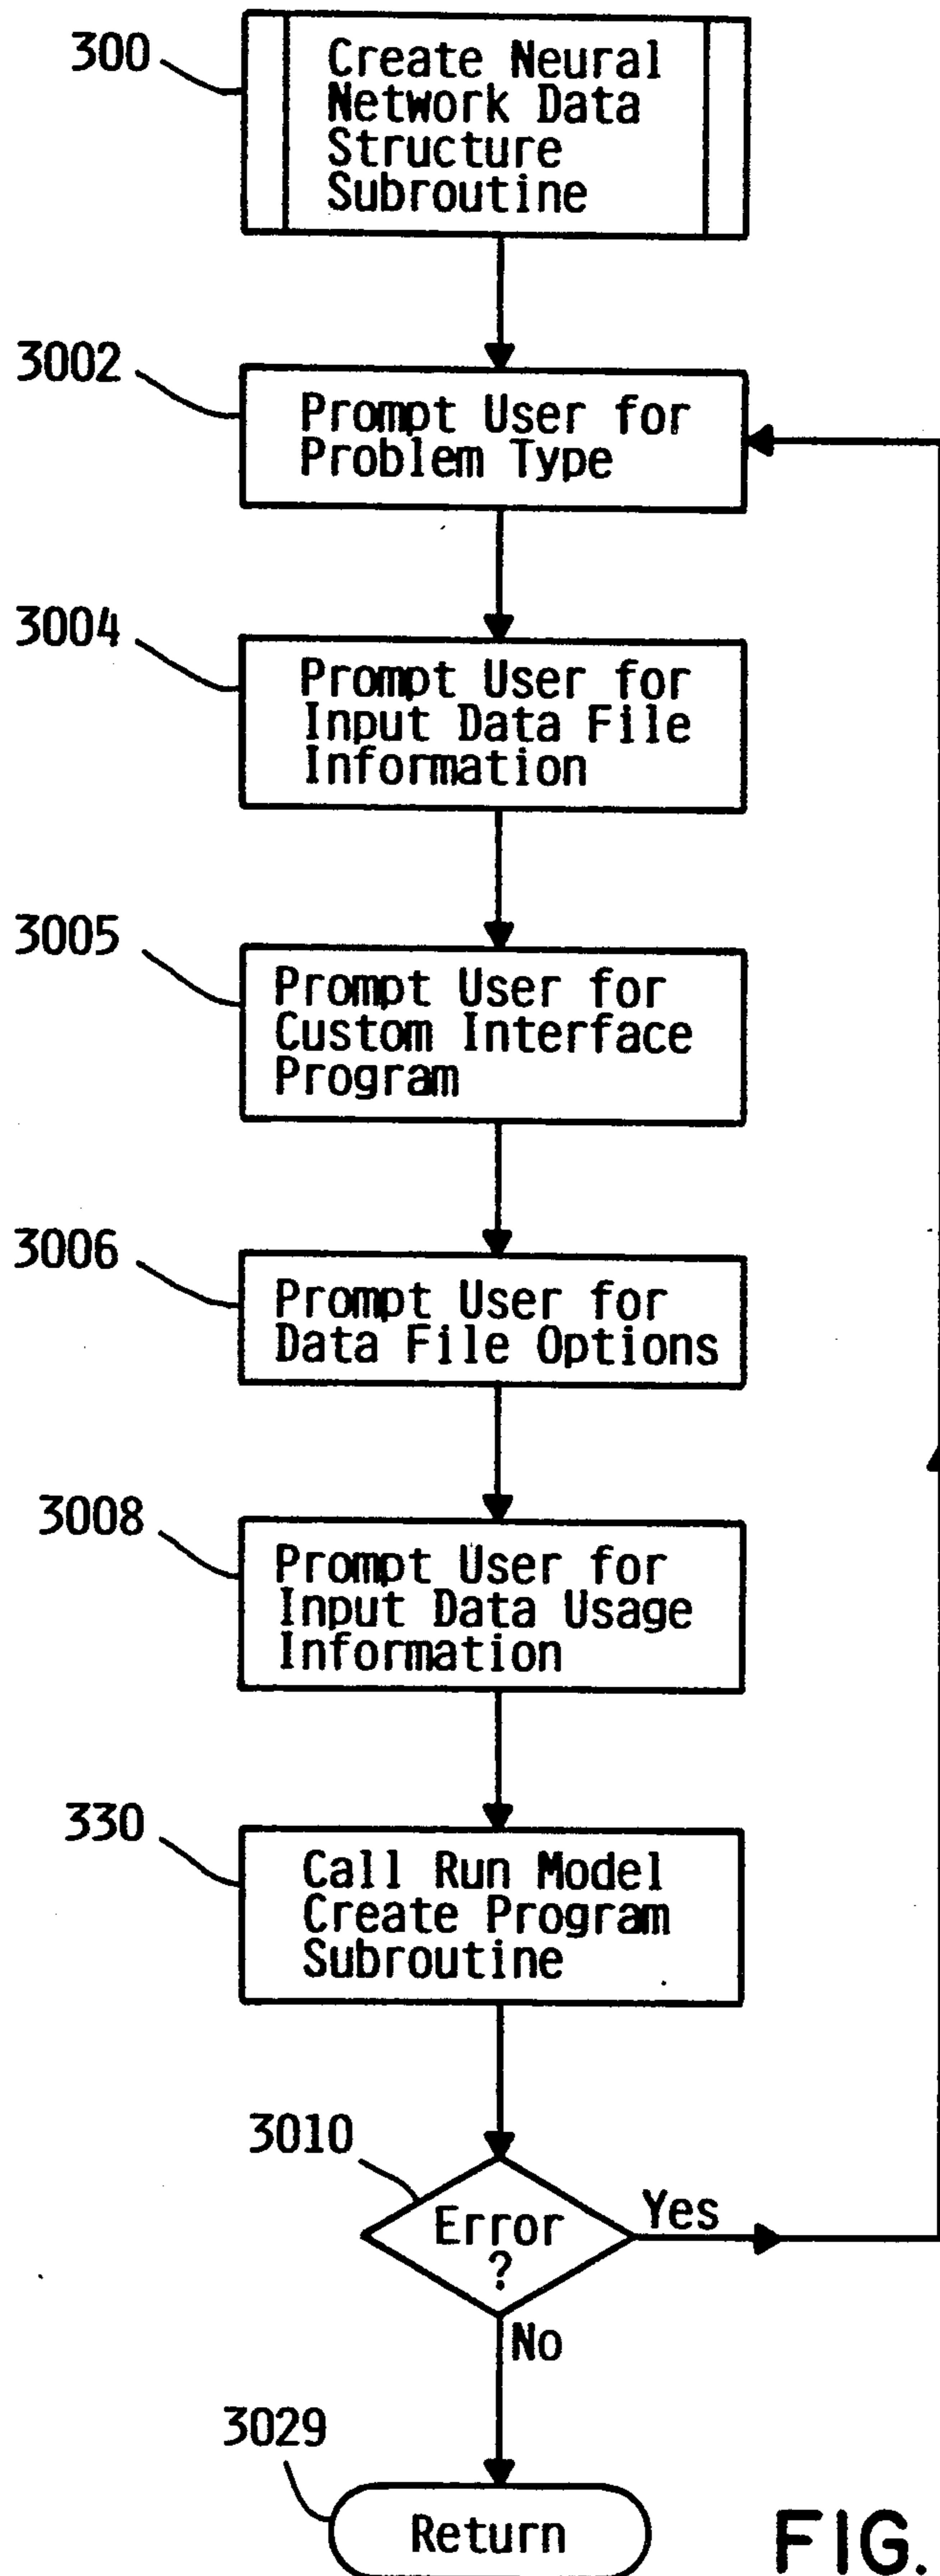 300
Create Neural
Network Data
Structure
Subroutine
3002
Prompt User for
Problem Type
3004
Prompt User for
Input Data File
Information
3005
Prompt User for
Custom Interface
Program
3006
Prompt User for
Data File Options
3008
Prompt User for
Input Data Usage
Information
330
Call Run Model
Create Program
Subroutine
3010
Error
?
Yes
No
3029
Return
FIG.